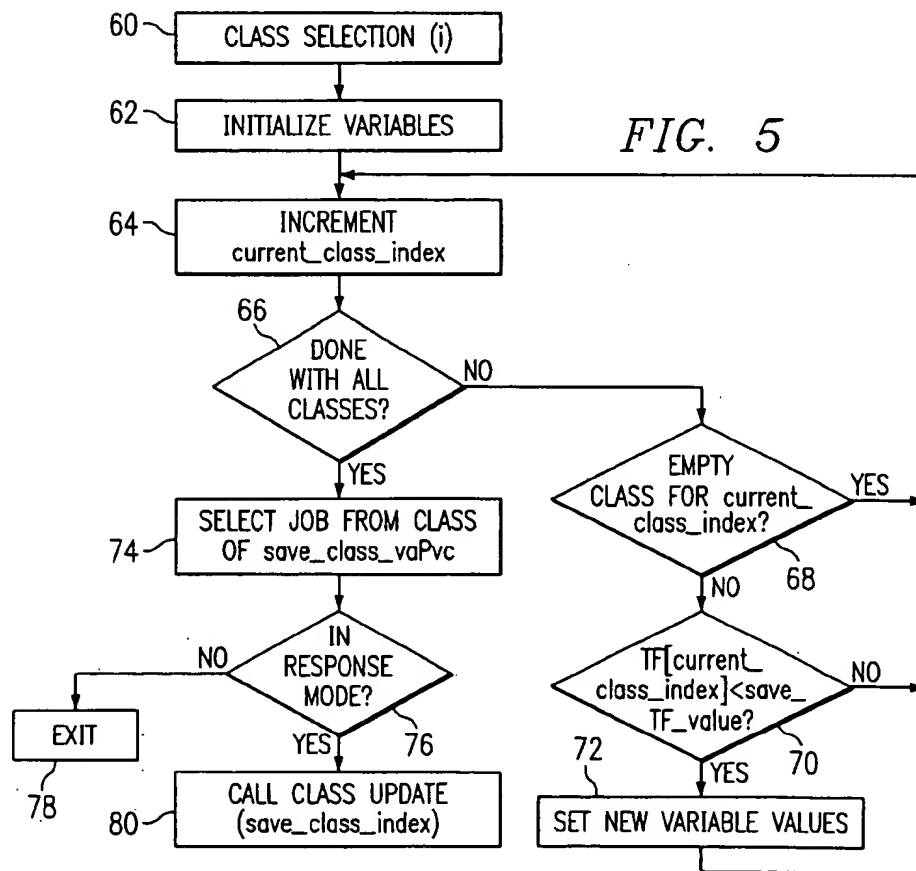 60
CLASS SELECTION (i)
62
INITIALIZE VARIABLES
FIG. 5
64
INCREMENT
current_class_index
66
DONE
WITH ALL
CLASSES?
NO
YES
EMPTY
CLASS FOR current_
class_index?
YES
68
NO
74
SELECT JOB FROM CLASS
OF save_class_vaPvc
IN
RESPONSE
MODE?
NO
76
YES
EXIT
78
TF[current_
class_index]<save_
TF_value?
NO
70
YES
72
SET NEW VARIABLE VALUES
80
CALL CLASS UPDATE
(save_class_index)